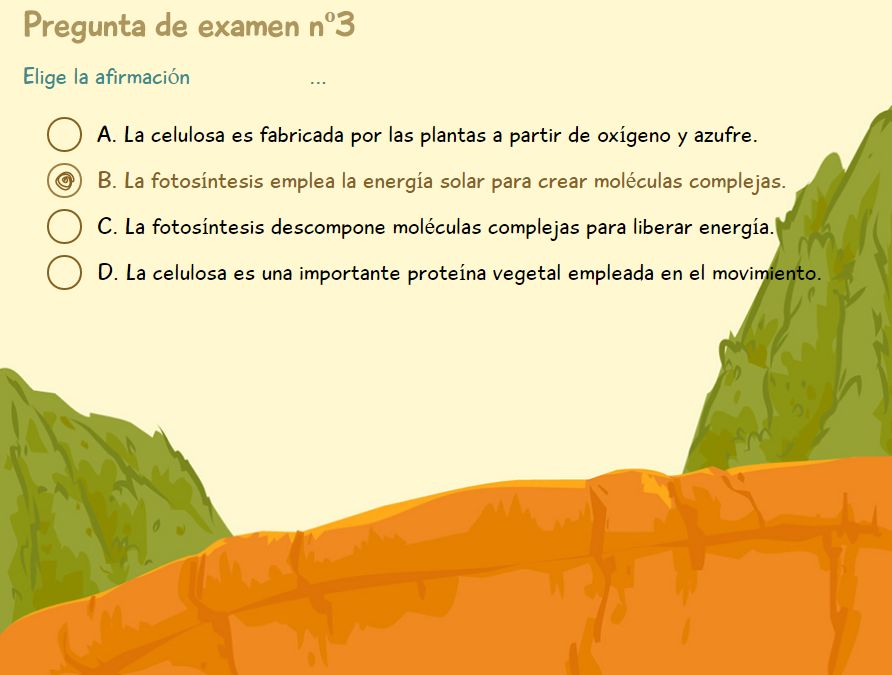 Pregunta de examen nº3
Elige la afirmación ...
A. La celulosa es fabricada por las plantas a partir de oxígeno y azufre.
B. La fotosíntesis emplea la energía solar para crear moléculas complejas.
C. La fotosíntesis descompone moléculas complejas para liberar energía.
D. La celulosa es una importante proteína vegetal empleada en el movimiento.